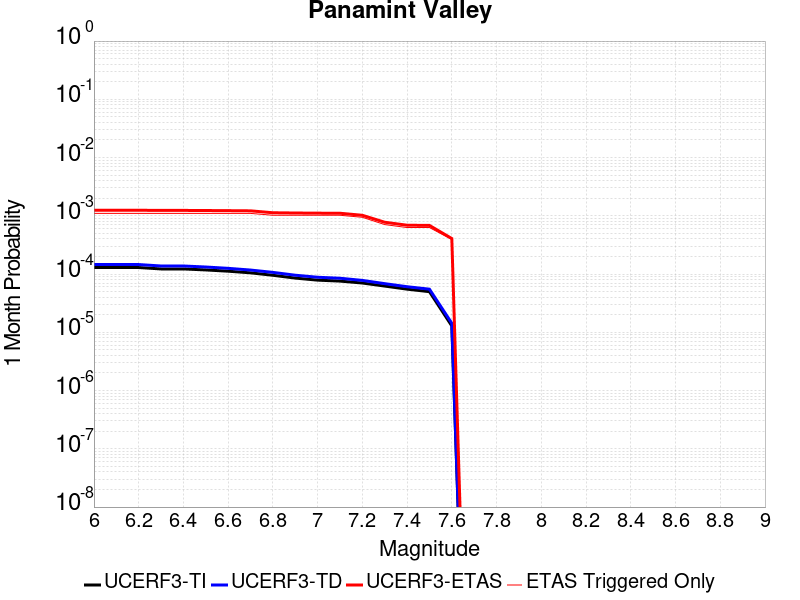 Panamint Valley
10^0
10^-1
10^-2
10^-3
10^-4
10^-5
10^-6
10^-7
10^-8
1 Month Probability
6 6.2 6.4 6.6 6.8 7 7.2 7.4 7.6 7.8 8 8.2 8.4 8.6 8.8 9
Magnitude
UCERF3-TI UCERF3-TD UCERF3-ETAS ETAS Triggered Only